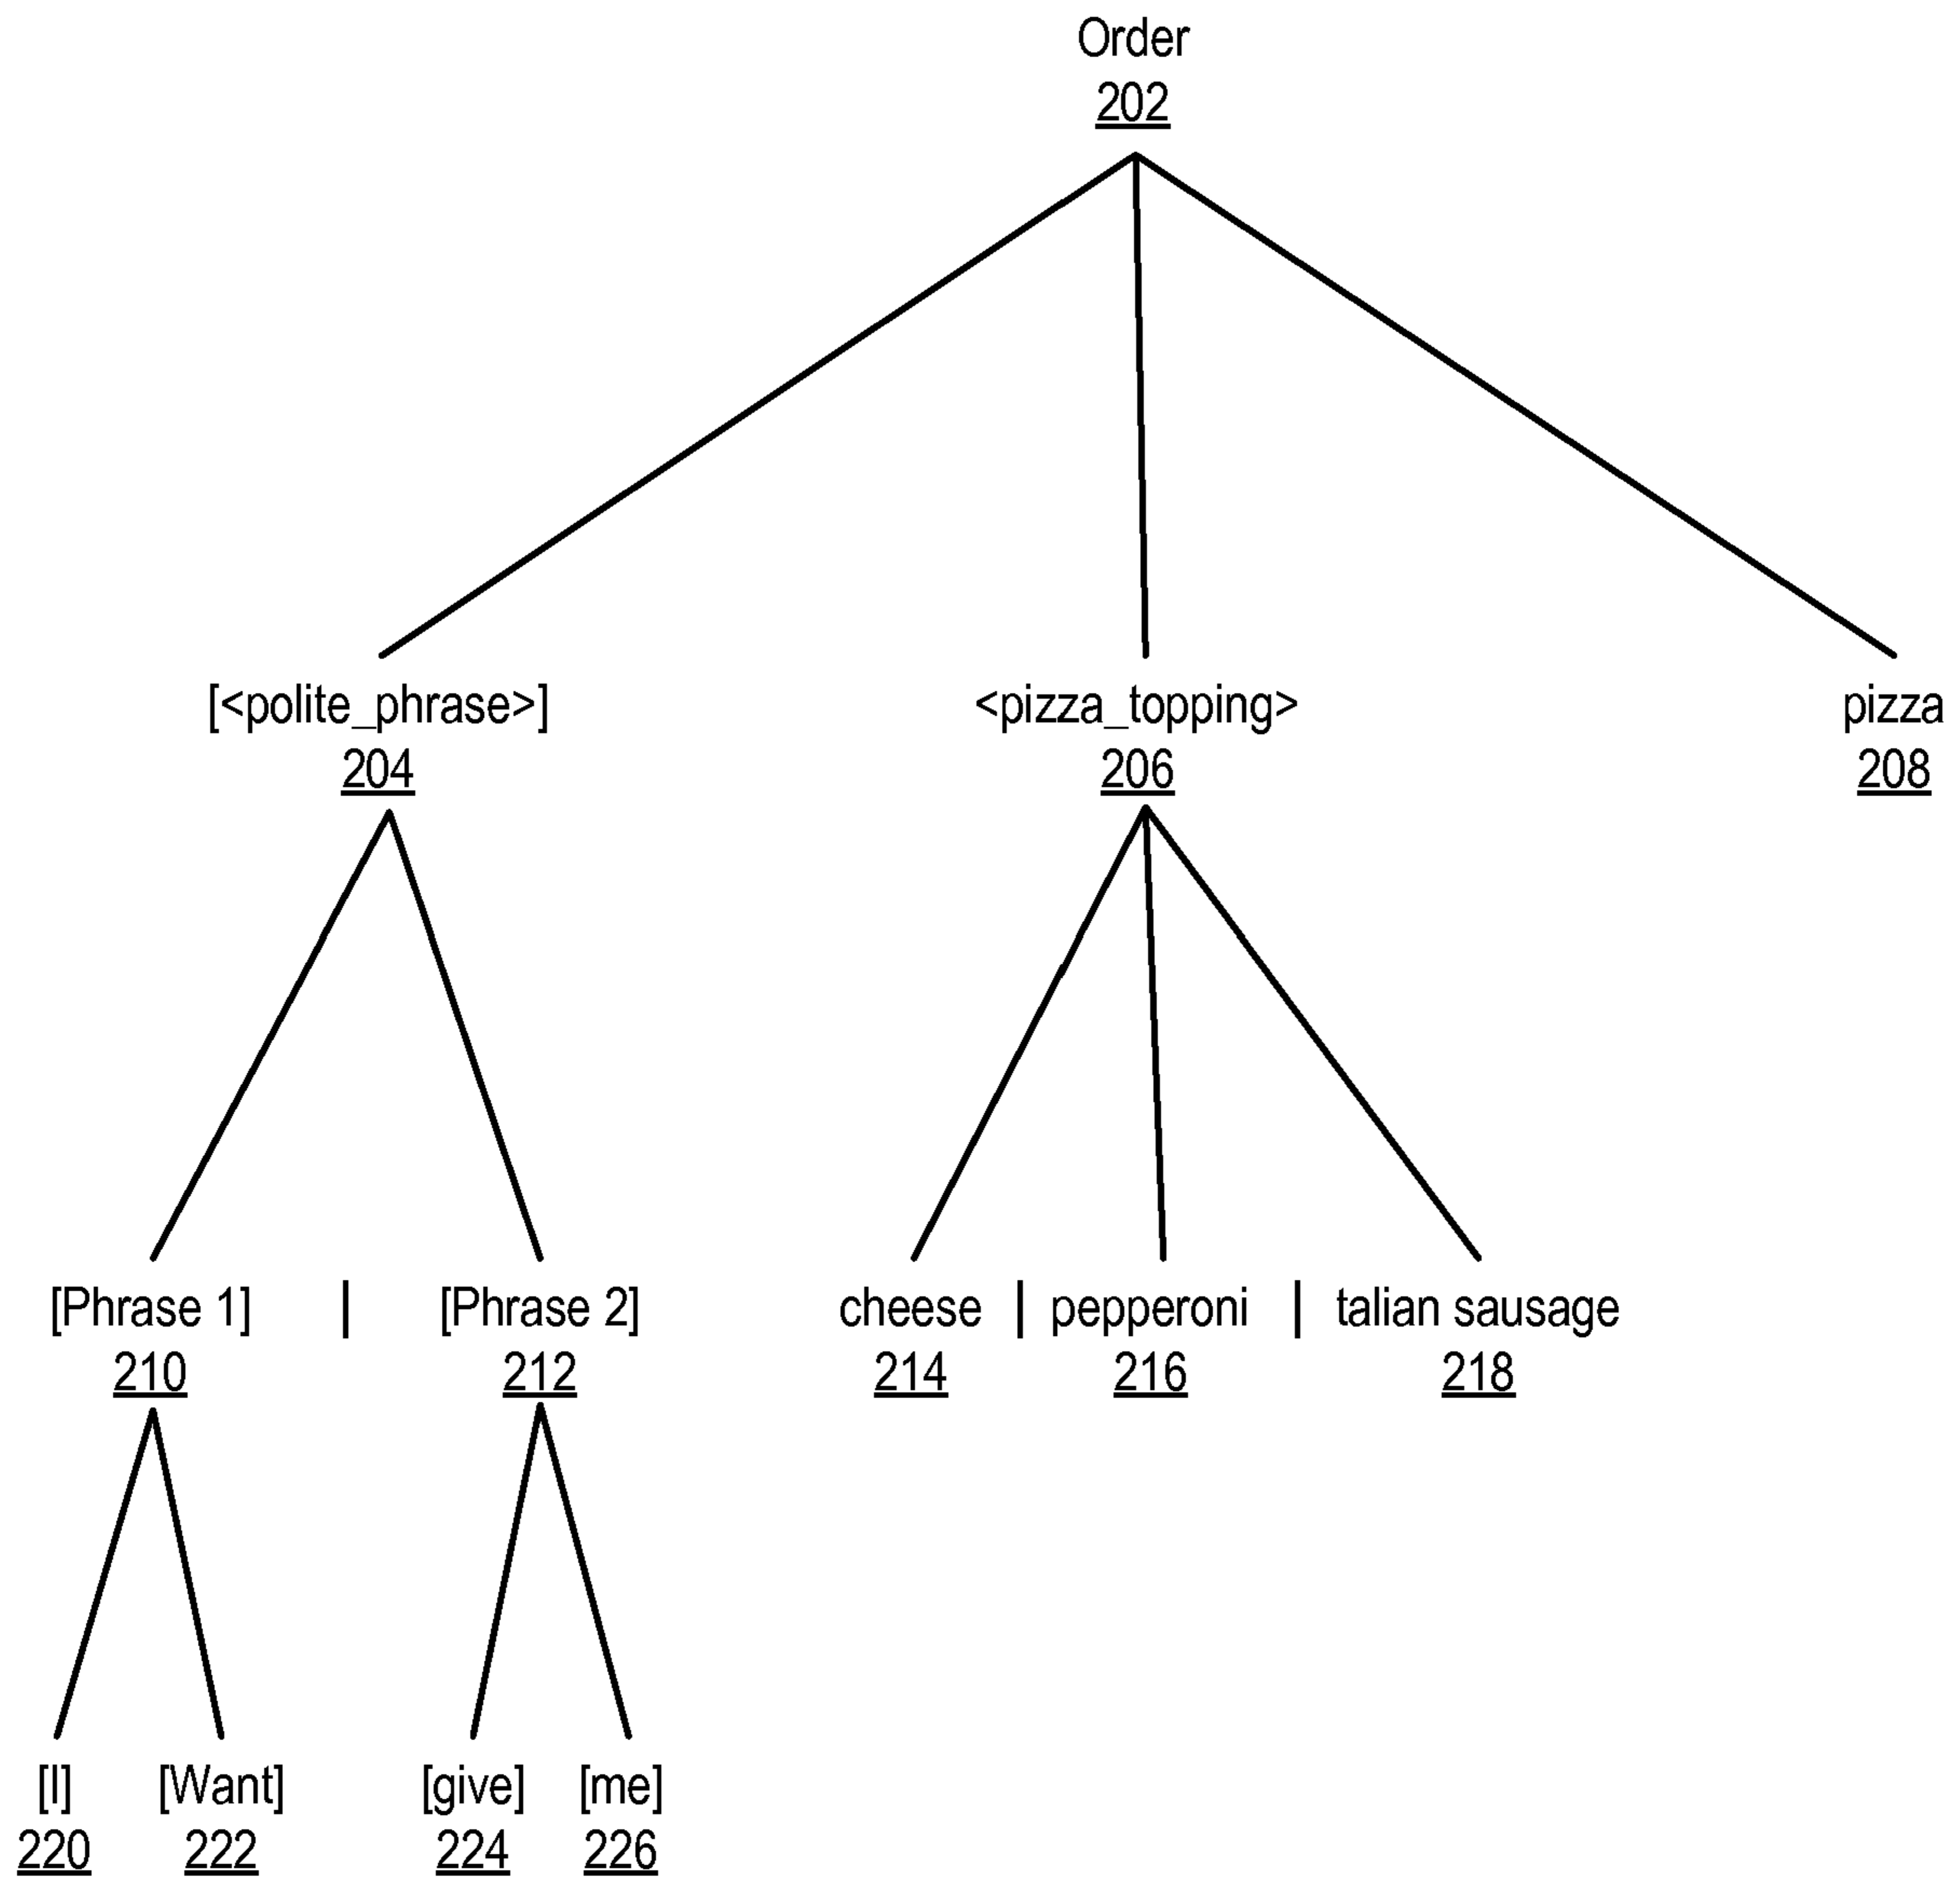 Order
202
[<polite_phrase>] <pizza_topping> pizza
204 206 208
[Phrase 1] | [Phrase 2] cheese | pepperoni | talian sausage
210 212 214 216 218
[I] [Want] [give] [me]
220 222 224 226